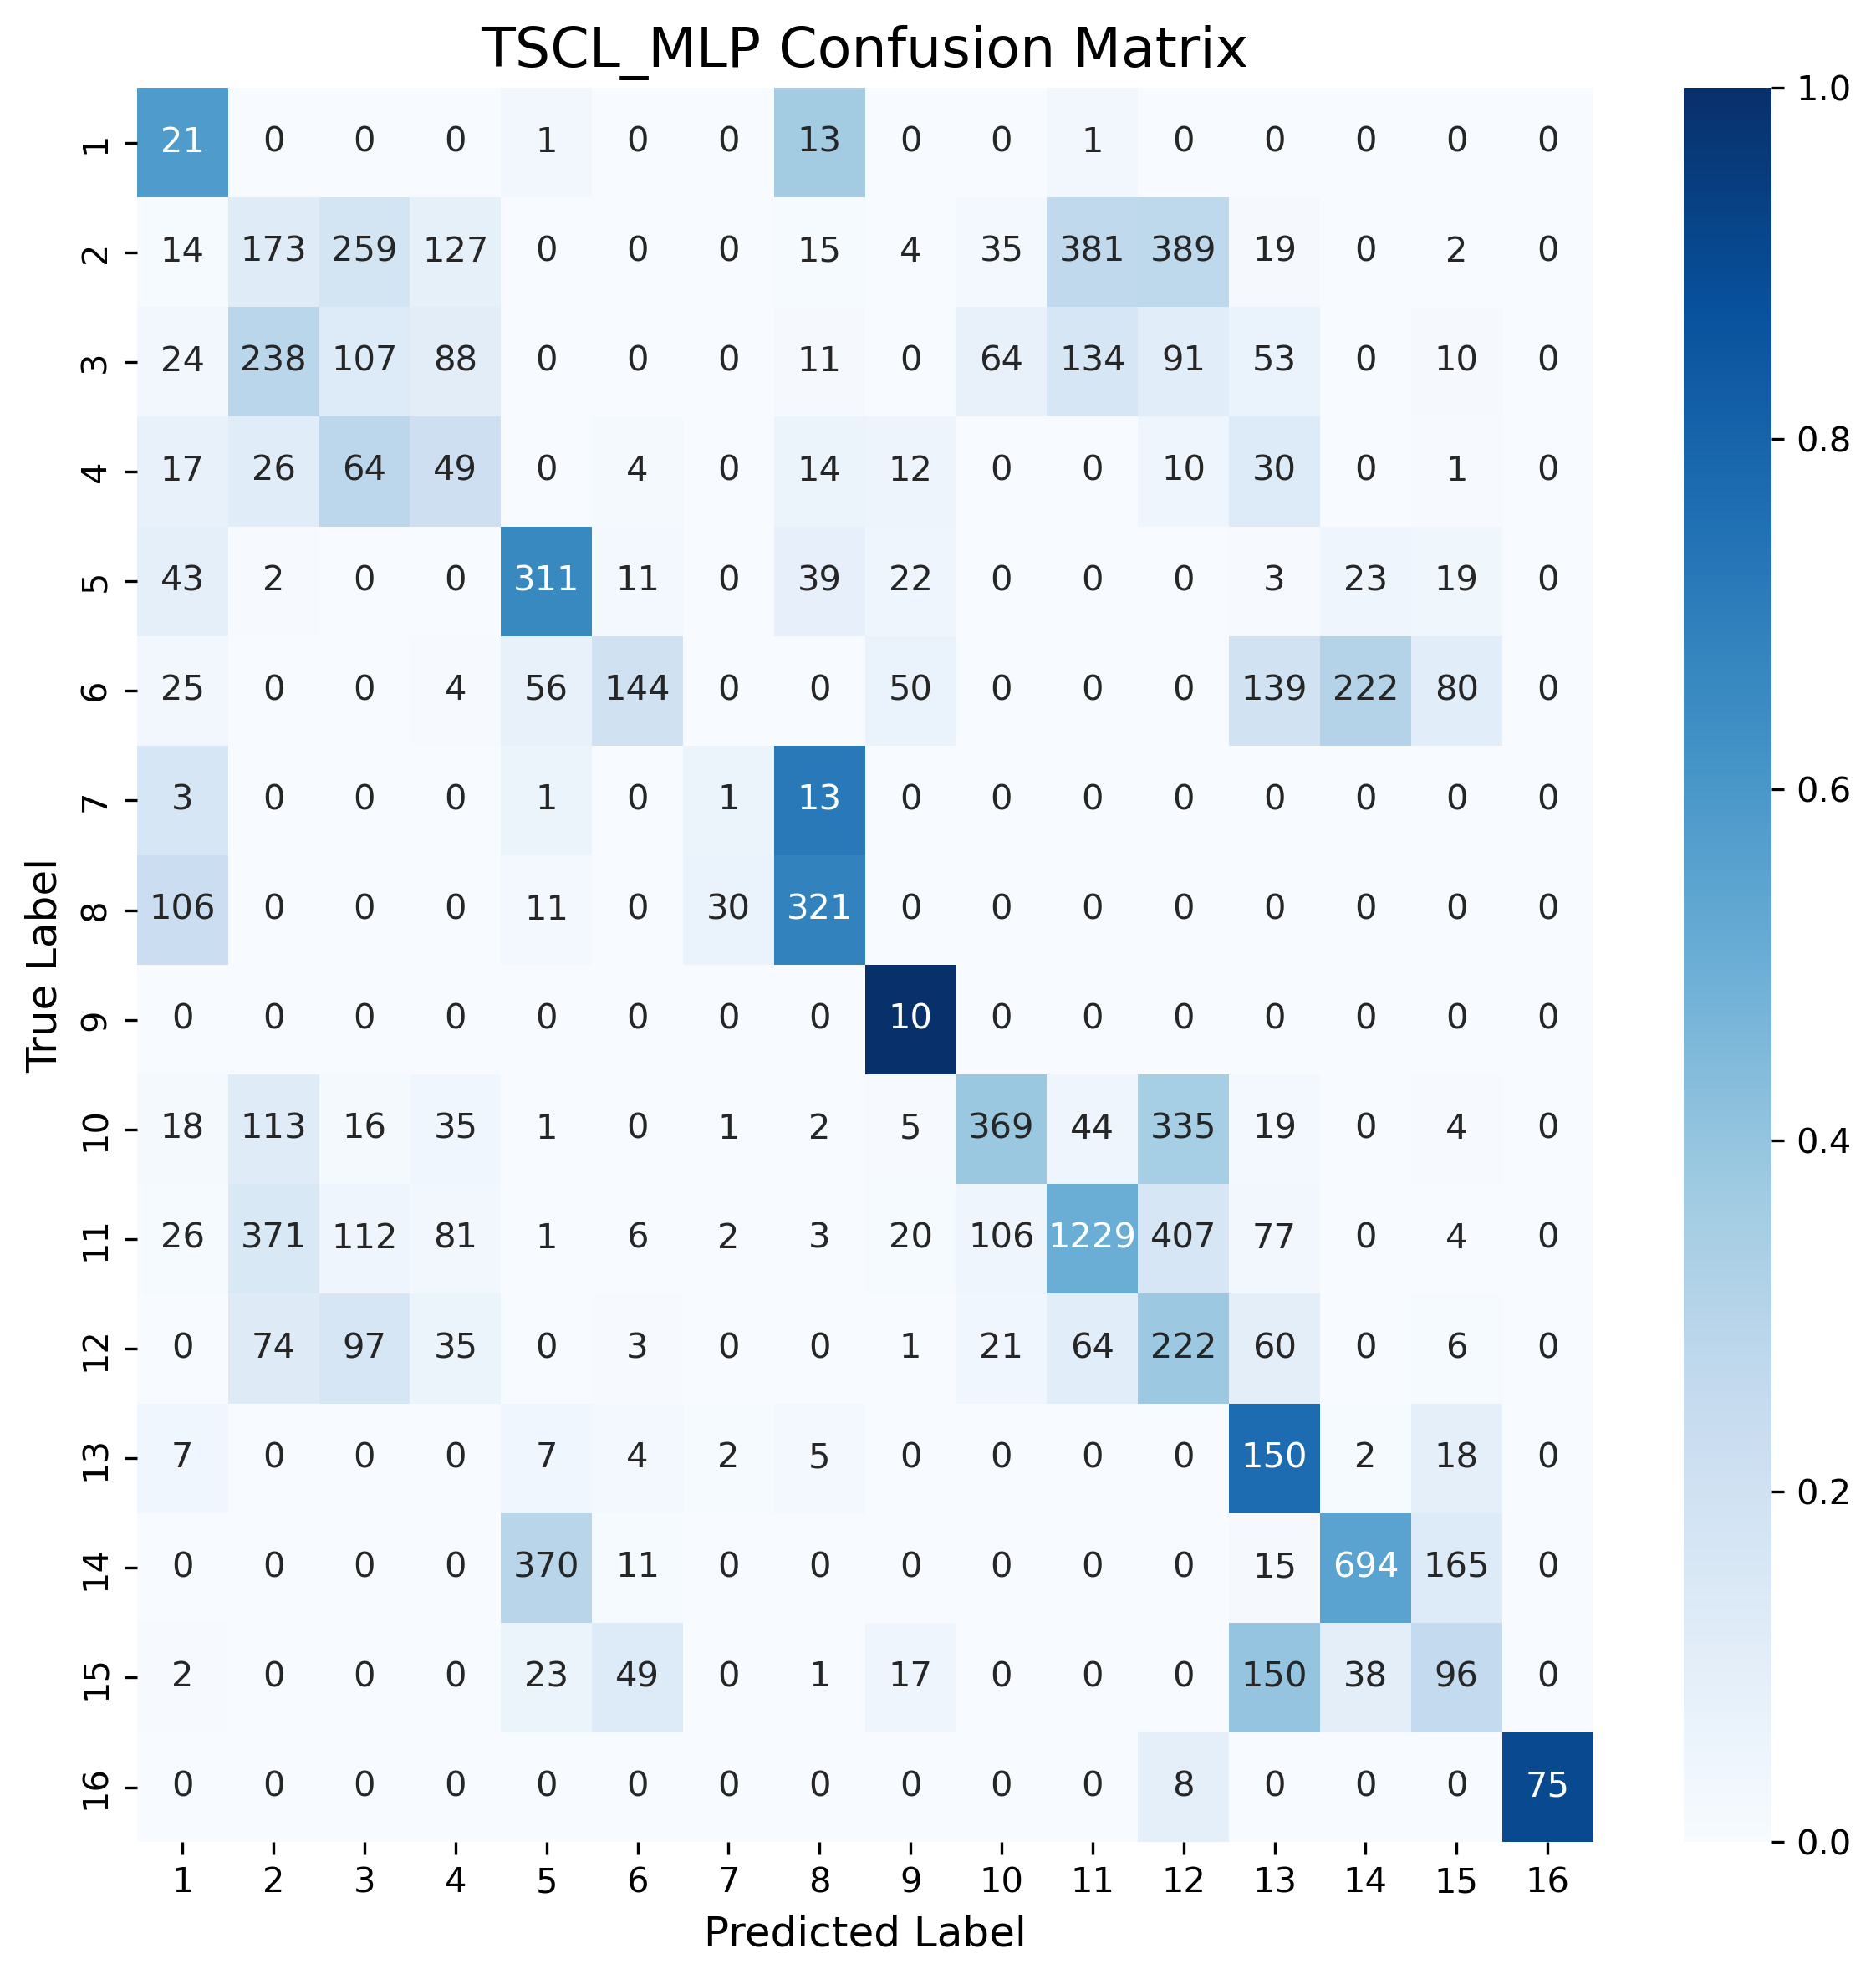 TSCL_MLP Confusion Matrix
1 21 0 0 0 1 0 0 13 0 0 1 0 0 0 0 0
2 14 173 259 127 0 0 0 15 4 35 381 389 19 0 2 0
3 24 238 107 88 0 0 0 11 0 64 134 91 53 0 10 0
4 17 26 64 49 0 4 0 14 12 0 0 10 30 0 1 0
5 43 2 0 0 311 11 0 39 22 0 0 0 3 23 19 0
6 25 0 0 4 56 144 0 0 50 0 0 0 139 222 80 0
7 3 0 0 0 1 0 1 13 0 0 0 0 0 0 0 0
8 106 0 0 0 11 0 30 321 0 0 0 0 0 0 0 0
9 0 0 0 0 0 0 0 0 10 0 0 0 0 0 0 0
10 18 113 16 35 1 0 1 2 5 369 44 335 19 0 4 0
11 26 371 112 81 1 6 2 3 20 106 1229 407 77 0 4 0
12 0 74 97 35 0 3 0 0 1 21 64 222 60 0 6 0
13 7 0 0 0 7 4 2 5 0 0 0 0 150 2 18 0
14 0 0 0 0 370 11 0 0 0 0 0 0 15 694 165 0
15 2 0 0 0 23 49 0 1 17 0 0 0 150 38 96 0
16 0 0 0 0 0 0 0 0 0 0 0 8 0 0 0 75
1 2 3 4 5 6 7 8 9 10 11 12 13 14 15 16
Predicted Label
True Label
1.0
0.8
0.6
0.4
0.2
0.0